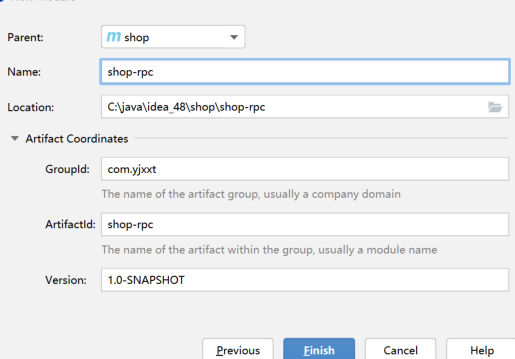 New Module
Parent: m shop
Name: shop-rpc
Location: C:\java\idea_48\shop\shop-rpc
Artifact Coordinates
GroupId: com.yjxxt
The name of the artifact group, usually a company domain
ArtifactId: shop-rpc
The name of the artifact within the group, usually a module name
Version: 1.0-SNAPSHOT
Previous Finish Cancel Help